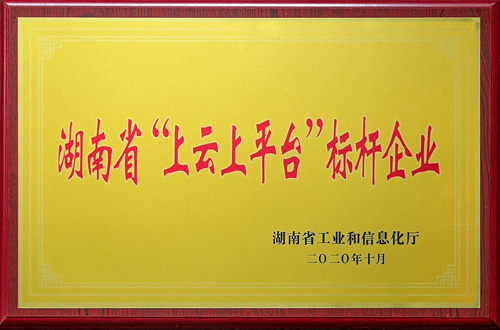 湖南省“上云上平台”标杆企业
湖南省工业和信息化厅
二〇二〇年十月